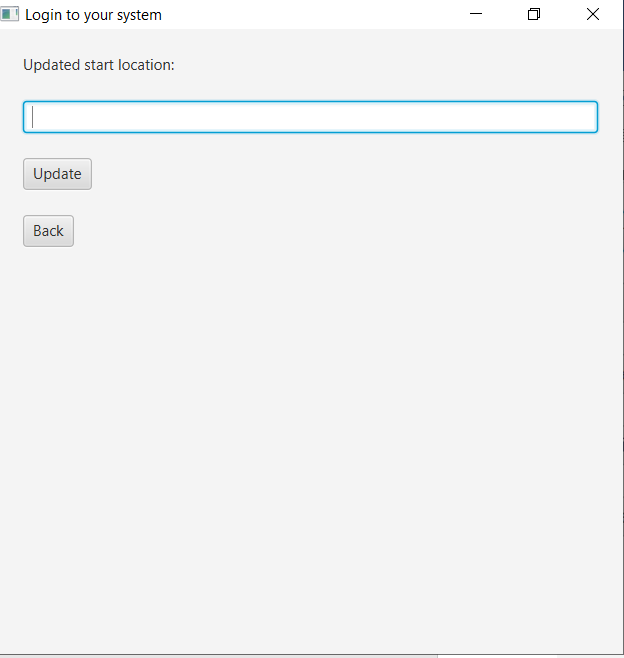 Login to your system
Updated start location:
Update
Back